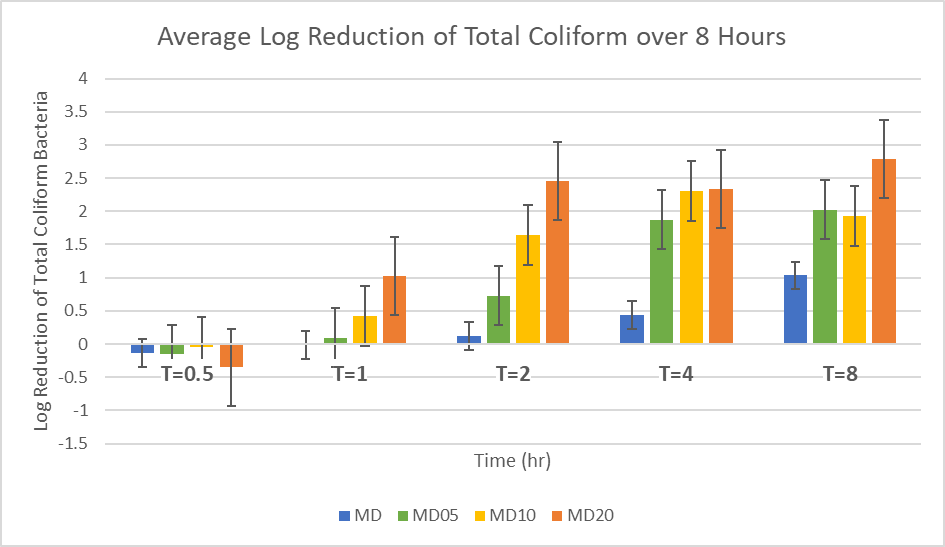 Average Log Reduction of Total Coliform over 8 Hours
Log Reduction of Total Coliform Bacteria
4
3.5
3
2.5
2
1.5
1
0.5
0
-0.5
-1
-1.5
T=0.5 T=1 T=2 T=4 T=8
Time (hr)
MD MD05 MD10 MD20